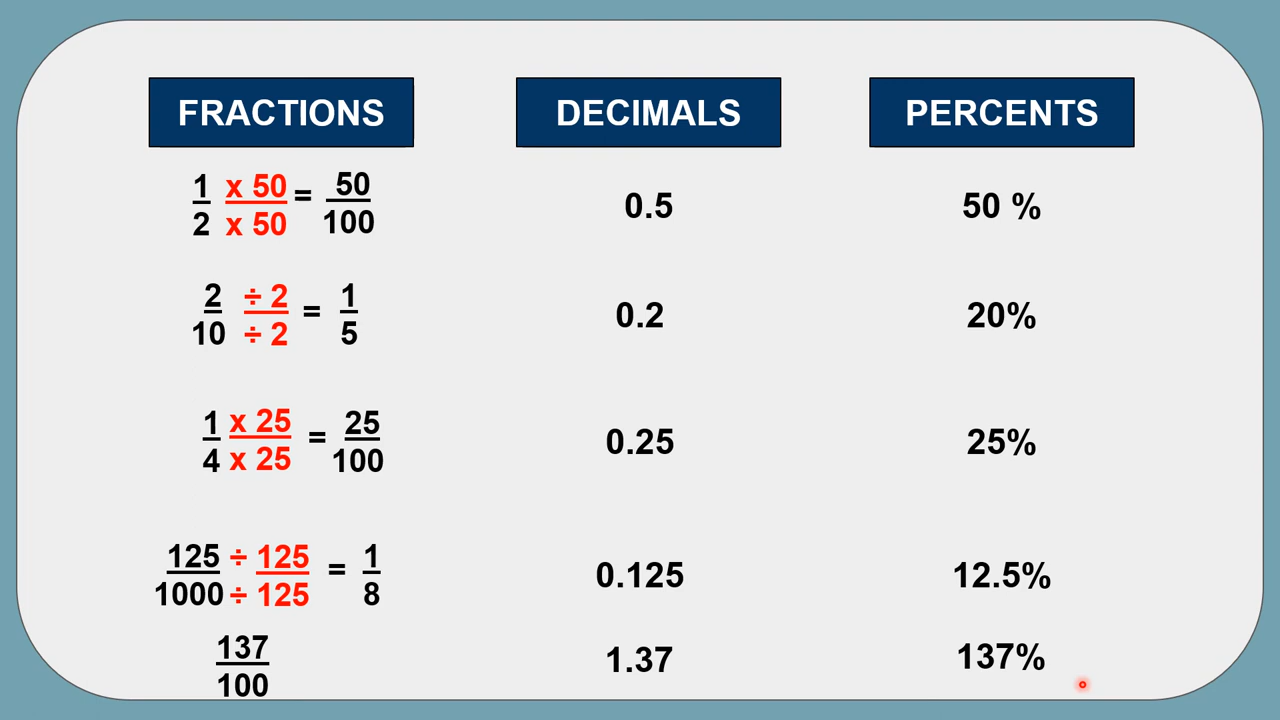 FRACTIONS DECIMALS PERCENTS
1 x 50 = 50
2 x 50 100
0.5 50 %
2 ÷ 2 = 1
10 ÷ 2 5
0.2 20%
1 x 25 = 25
4 x 25 100
0.25 25%
125 ÷ 125 = 1
1000 ÷ 125 8
0.125 12.5%
137
100
1.37 137%